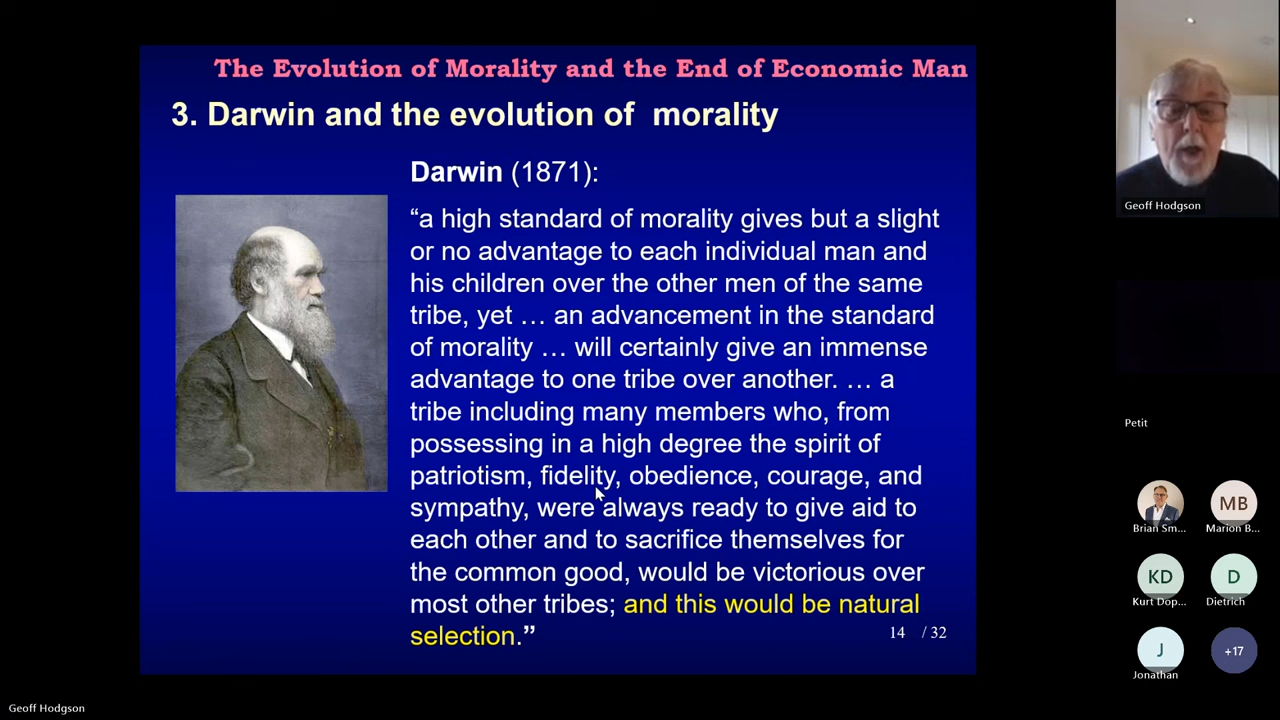 The Evolution of Morality and the End of Economic Man
3. Darwin and the evolution of morality
Darwin (1871):
“a high standard of morality gives but a slight
or no advantage to each individual man and
his children over the other men of the same
tribe, yet … an advancement in the standard
of morality … will certainly give an immense
advantage to one tribe over another. … a
tribe including many members who, from
possessing in a high degree the spirit of
patriotism, fidelity, obedience, courage, and
sympathy, were always ready to give aid to
each other and to sacrifice themselves for
the common good, would be victorious over
most other tribes; and this would be natural
selection.”
14 / 32
Geoff Hodgson
Petit
Brian Sm...
MB
Marion B...
KD
Kurt Dop...
D
Dietrich
J
Jonathan
+17
Geoff Hodgson